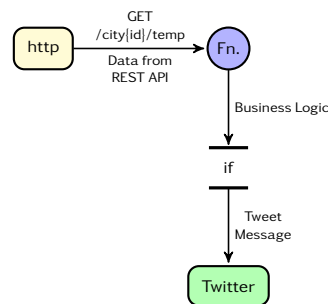 GET
/city{id}/temp
http
Fn.
Data from
REST API
Business Logic
if
Tweet
Message
Twitter